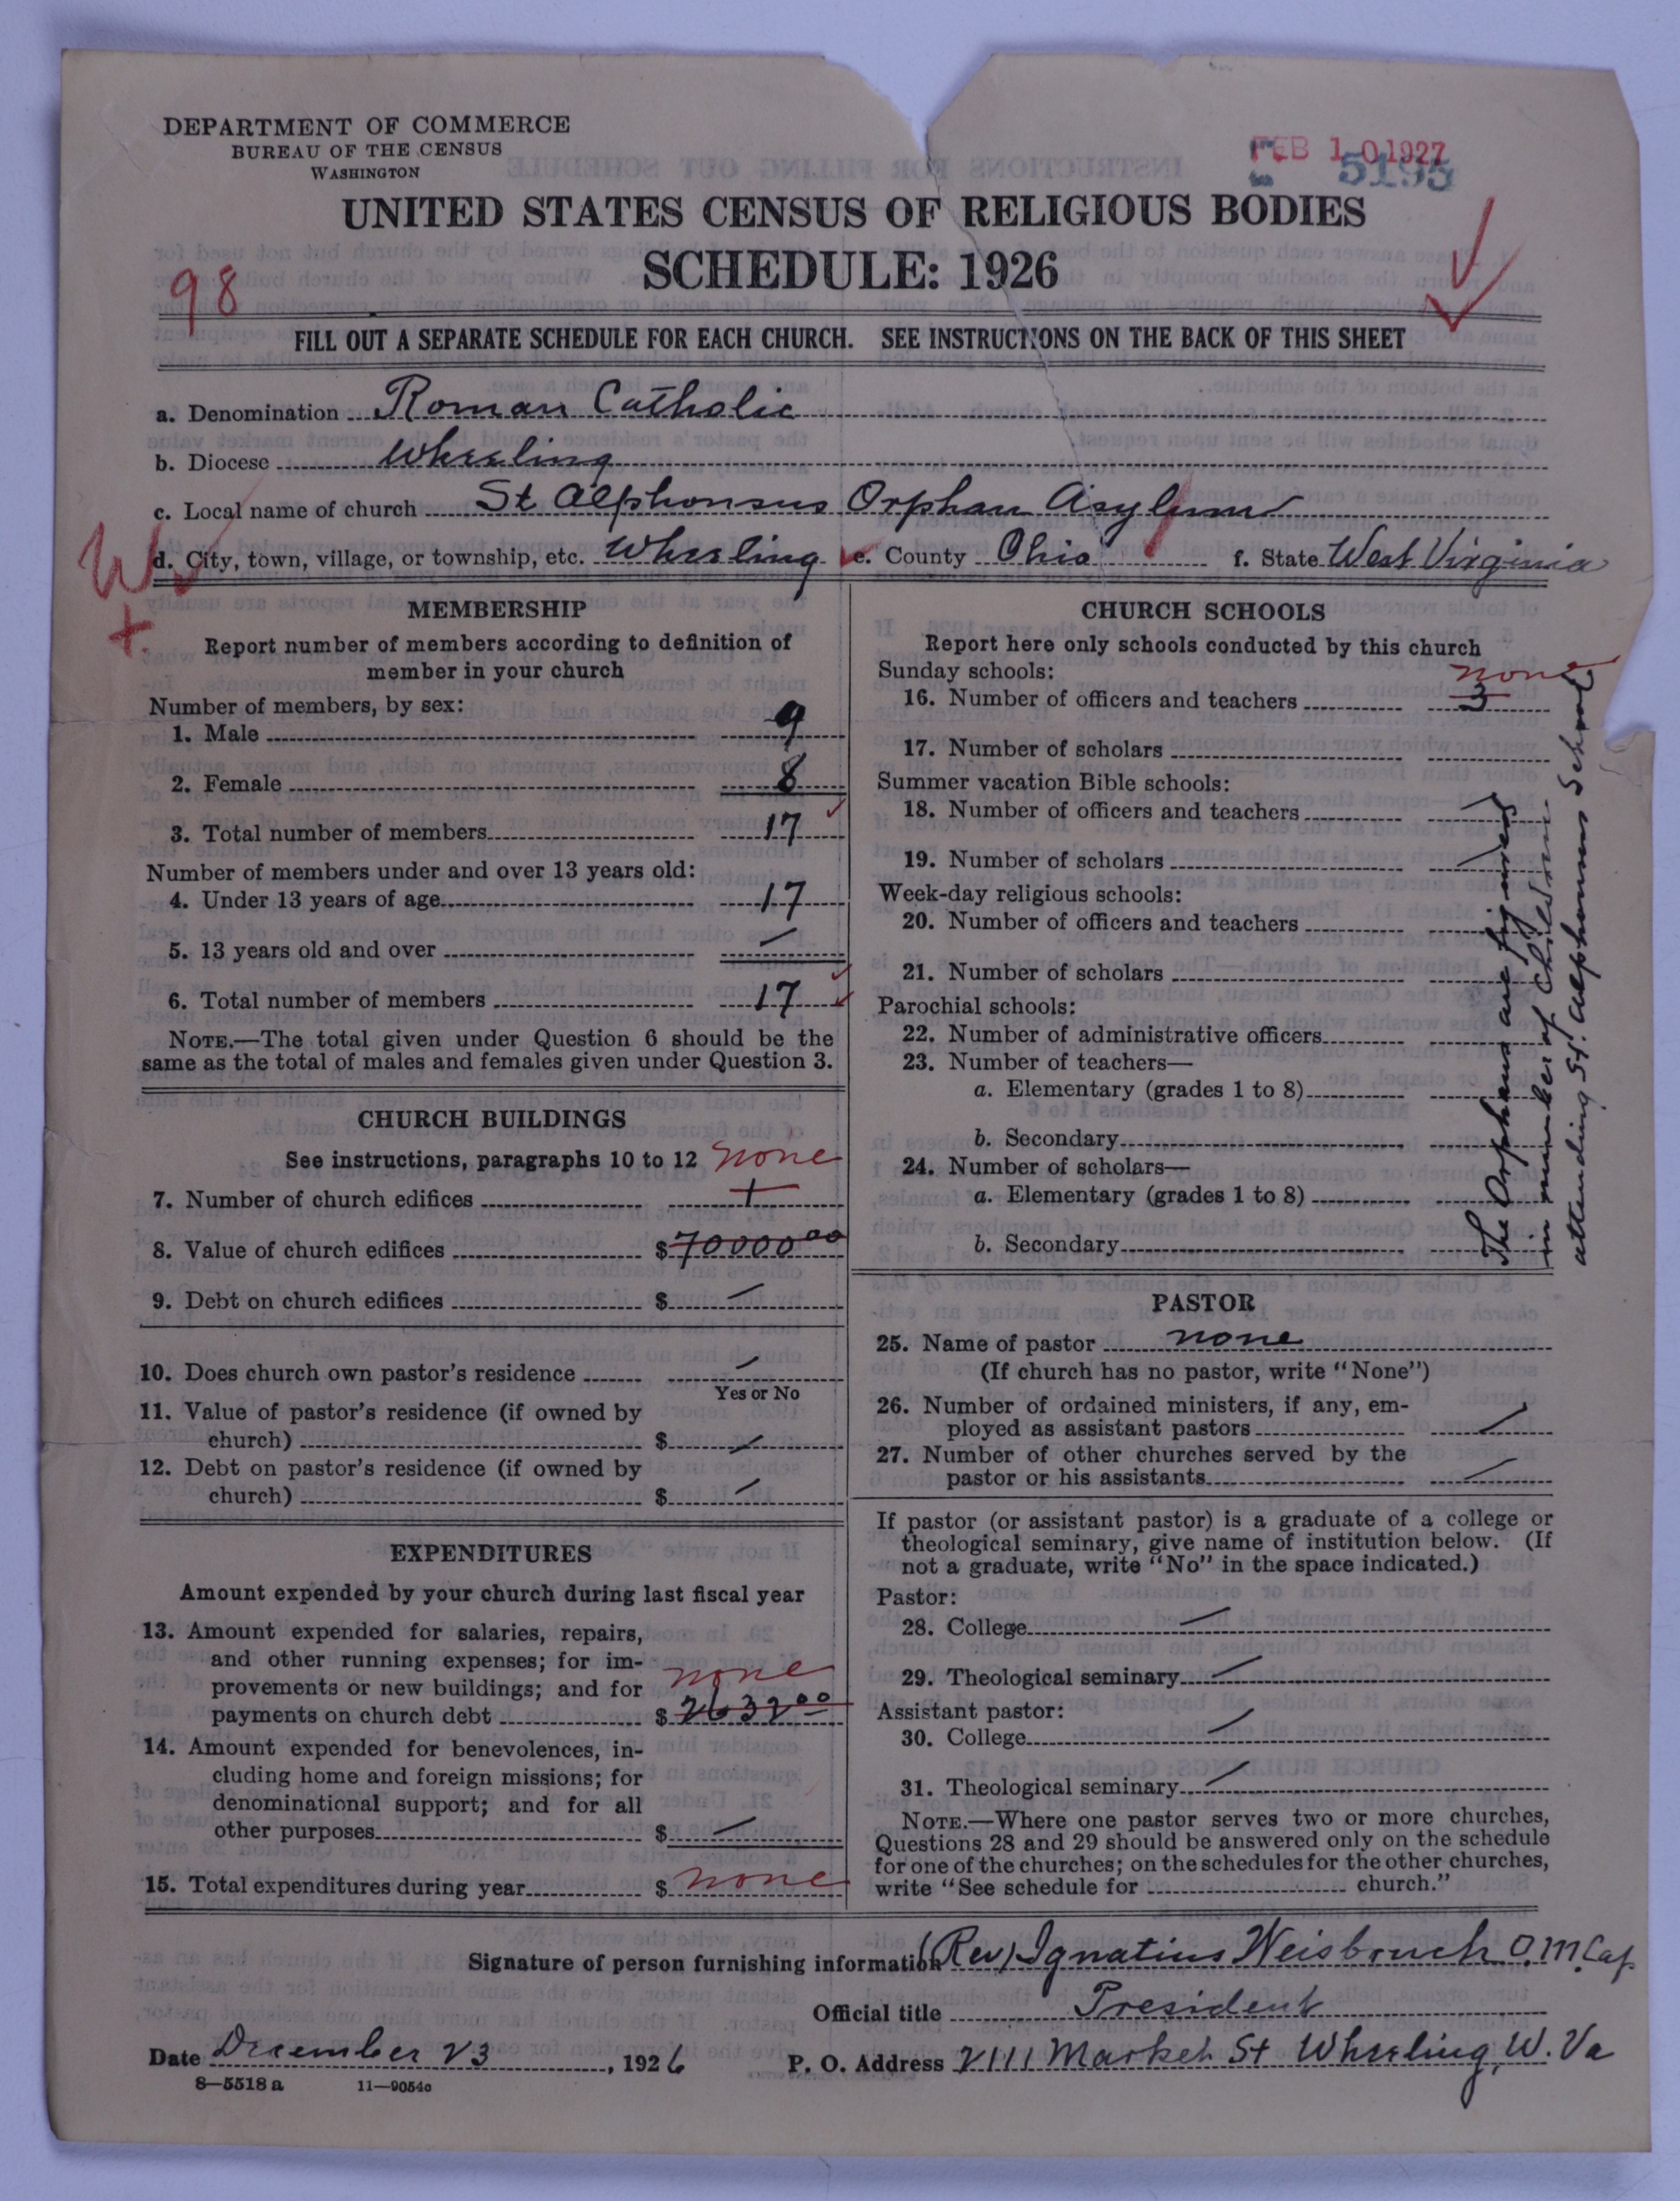 DEPARTMENT OF COMMERCE
BUREAU OF THE CENSUS
WASHINGTON
FEB 10 1927
5195
UNITED STATES CENSUS OF RELIGIOUS BODIES
SCHEDULE: 1926
98
FILL OUT A SEPARATE SCHEDULE FOR EACH CHURCH. SEE INSTRUCTIONS ON THE BACK OF THIS SHEET
a. Denomination Roman Catholic
b. Diocese Wheeling
c. Local name of church St Alphonsus Orphan Asylum
W
d. City, town, village, or township, etc. Wheeling e. County Ohio f. State West Virginia
MEMBERSHIP
Report number of members according to definition of
member in your church
Number of members, by sex:
1. Male 9
2. Female 8
3. Total number of members 17
Number of members under and over 13 years old:
4. Under 13 years of age 17
5. 13 years old and over —
6. Total number of members 17
NOTE.—The total given under Question 6 should be the
same as the total of males and females given under Question 3.
CHURCH BUILDINGS
See instructions, paragraphs 10 to 12 none
7. Number of church edifices 1
8. Value of church edifices $70000 00
9. Debt on church edifices $ —
10. Does church own pastor's residence —
Yes or No
11. Value of pastor's residence (if owned by
church) $ —
12. Debt on pastor's residence (if owned by
church) $ —
EXPENDITURES
Amount expended by your church during last fiscal year
13. Amount expended for salaries, repairs,
and other running expenses; for im-
provements or new buildings; and for none
payments on church debt $ 2632 00
14. Amount expended for benevolences, in-
cluding home and foreign missions; for
denominational support; and for all
other purposes $ —
15. Total expenditures during year $ none
CHURCH SCHOOLS
Report here only schools conducted by this church
Sunday schools: none
16. Number of officers and teachers 3
17. Number of scholars
Summer vacation Bible schools:
18. Number of officers and teachers —
19. Number of scholars —
Week-day religious schools:
20. Number of officers and teachers
21. Number of scholars
Parochial schools:
22. Number of administrative officers
23. Number of teachers—
a. Elementary (grades 1 to 8)
b. Secondary
24. Number of scholars—
a. Elementary (grades 1 to 8)
b. Secondary
The Orphans are figured
in number of Children
attending St. Alphonsus School
PASTOR
25. Name of pastor none
(If church has no pastor, write "None")
26. Number of ordained ministers, if any, em-
ployed as assistant pastors —
27. Number of other churches served by the
pastor or his assistants —
If pastor (or assistant pastor) is a graduate of a college or
theological seminary, give name of institution below. (If
not a graduate, write "No" in the space indicated.)
Pastor:
28. College —
29. Theological seminary —
Assistant pastor:
30. College —
31. Theological seminary —
NOTE.—Where one pastor serves two or more churches,
Questions 28 and 29 should be answered only on the schedule
for one of the churches; on the schedules for the other churches,
write "See schedule for church."
Signature of person furnishing information (Rev) Ignatius Weisbruch O.M.Cap
Official title President
Date December 23, 1926 P. O. Address 2111 Market St Wheeling, W. Va
8—5518 a 11—9054c